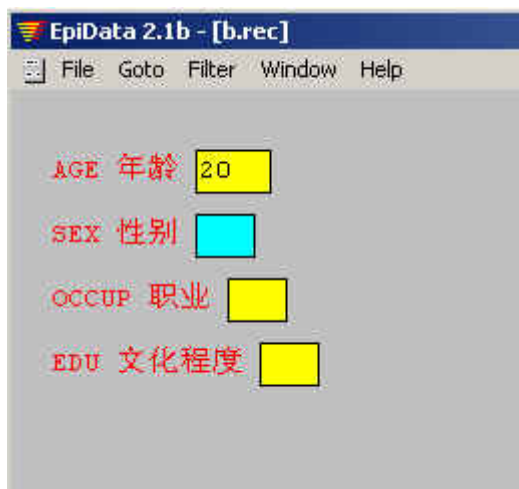 EpiData 2.1b - [b.rec]
File Goto Filter Window Help
AGE 年龄 20
SEX 性别
OCCUP 职业
EDU 文化程度